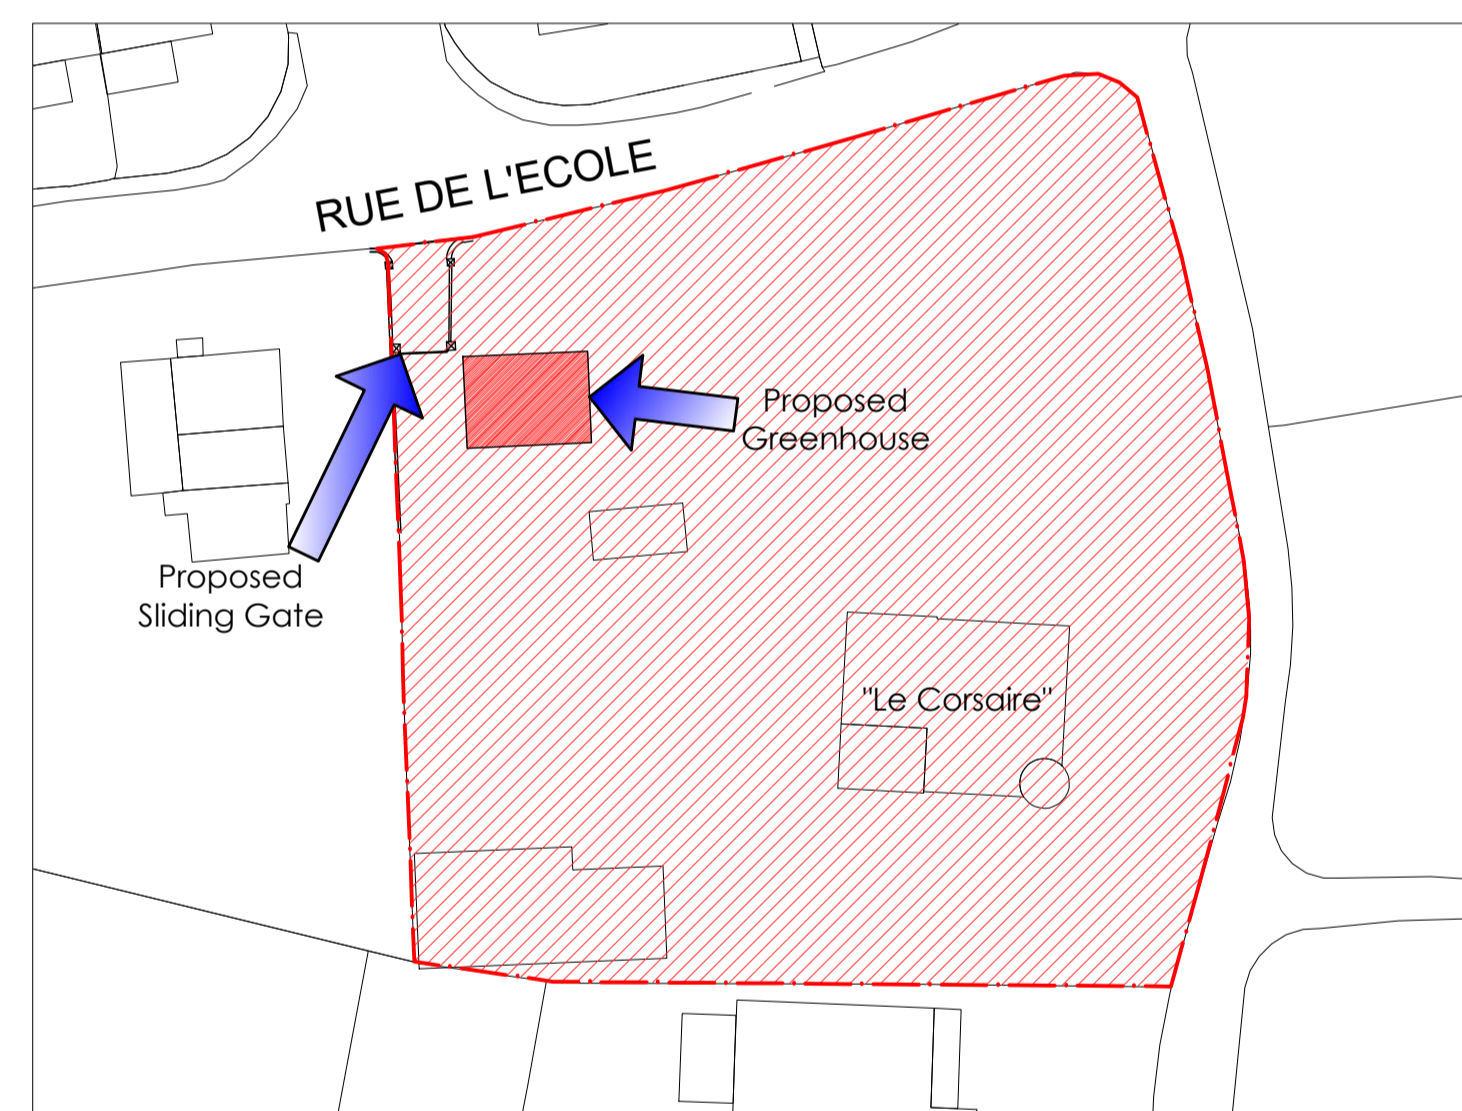 RUE DE L'ECOLE
Proposed
Greenhouse
Proposed
Sliding Gate
"Le Corsaire"